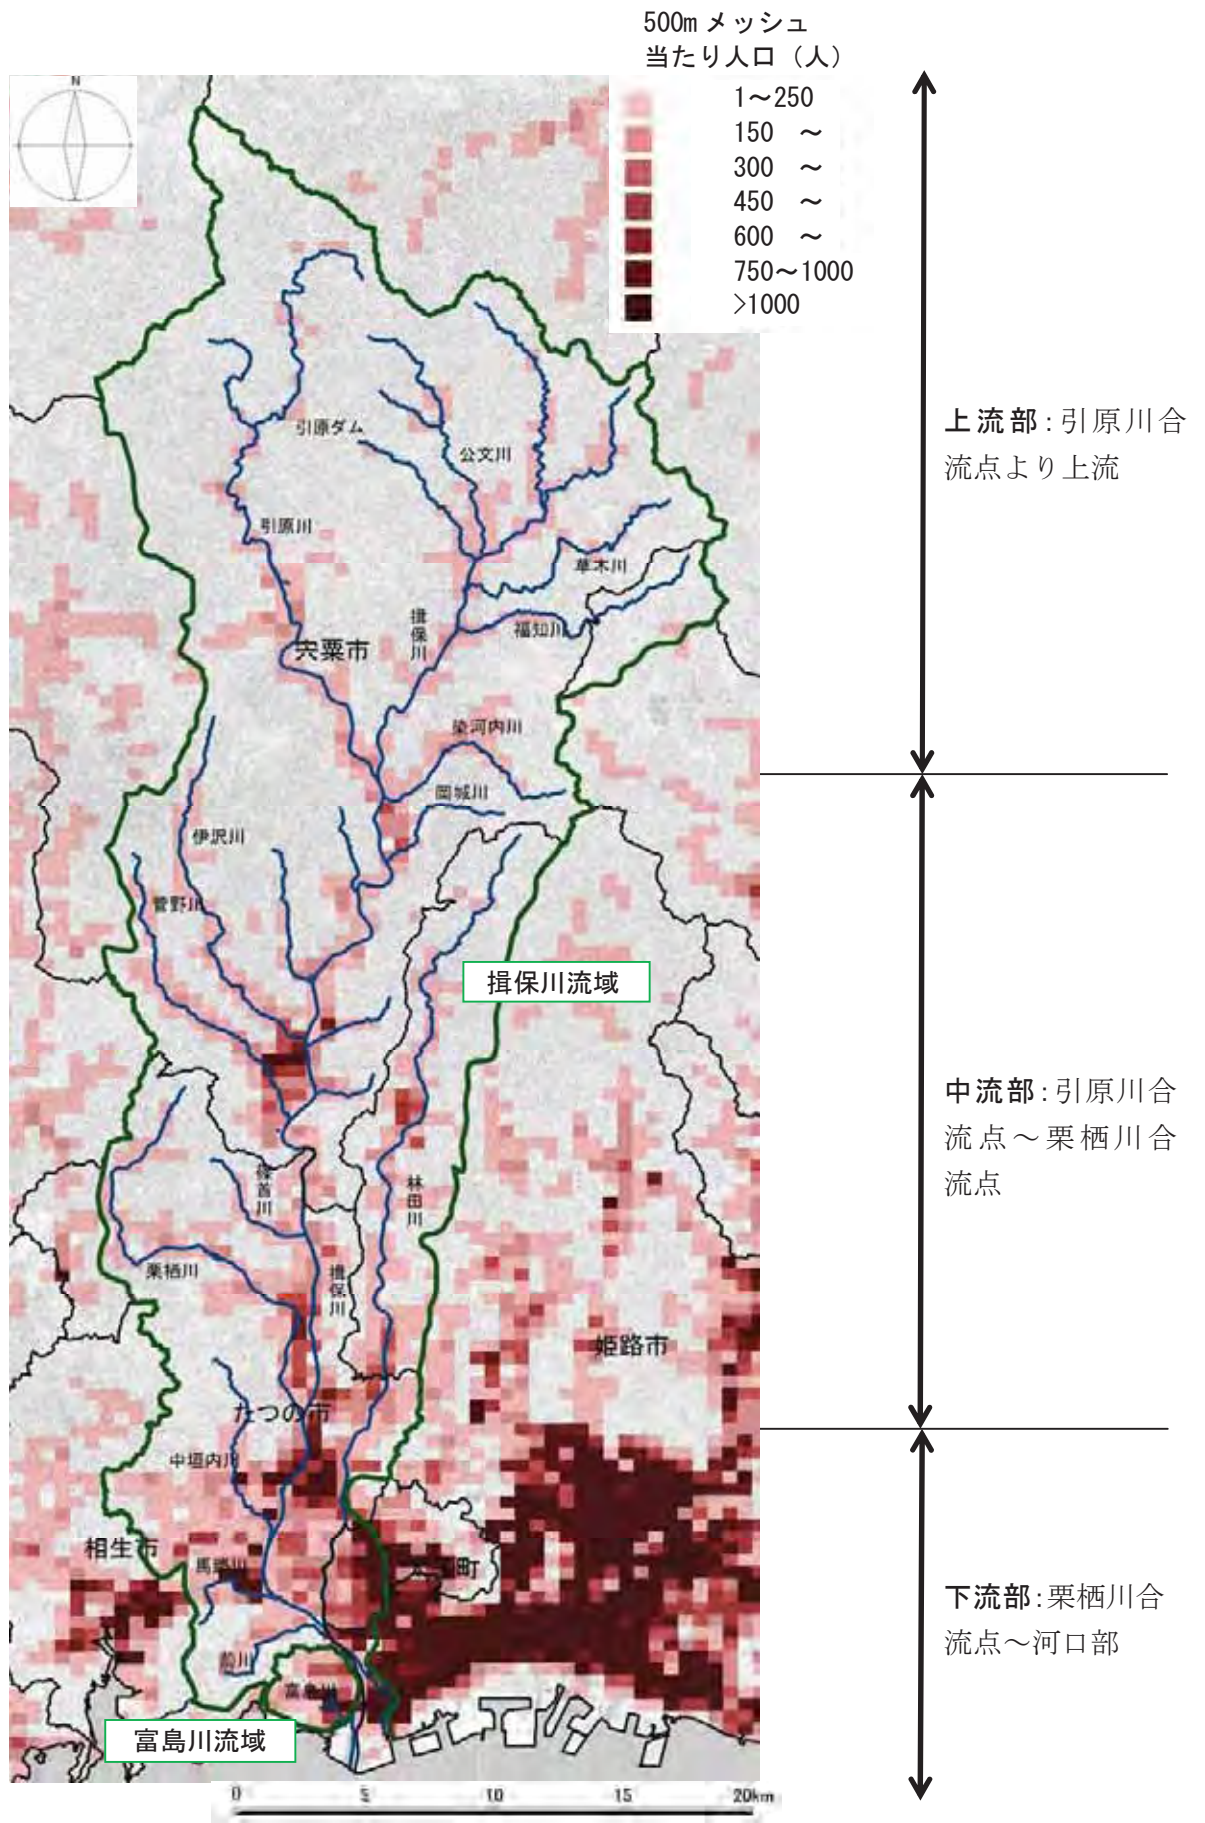 500m メッシュ
当たり人口（人）
1～250
150 ～
300 ～
450 ～
600 ～
750～1000
>1000
N
引原ダム
公文川
引原川
草木川
揖保川
福知川
宍粟市
染河内川
岡城川
伊沢川
菅野川
揖保川流域
篠首川
林田川
栗栖川
揖保川
姫路市
たつの市
中垣内川
相生市
馬路川
太子町
前川
富島川
富島川流域
0 5 10 15 20km
上流部：引原川合
流点より上流
中流部：引原川合
流点～栗栖川合
流点
下流部：栗栖川合
流点～河口部